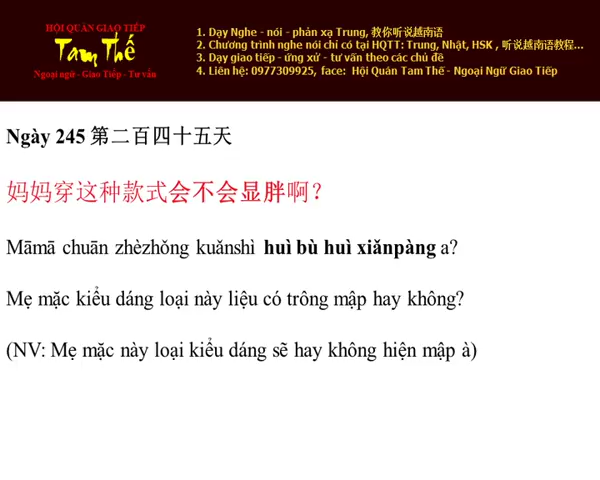 HỘI QUÁN GIAO TIẾP
Tam Thế
Ngoại ngữ - Giao Tiếp - Tư vấn
1. Dạy Nghe - nói - phản xạ Trung, 教你听说越南语
2. Chương trình nghe nói chỉ có tại HQTT: Trung, Nhật, HSK , 听说越南语教程...
3. Dạy giao tiếp - ứng xử - tư vấn theo các chủ đề
4. Liên hệ: 0977309925, face: Hội Quán Tam Thế - Ngoại Ngữ Giao Tiếp
Ngày 245 第二百四十五天
妈妈穿这种款式会不会显胖啊？
Māmā chuān zhèzhǒng kuǎnshì huì bù huì xiǎnpàng a?
Mẹ mặc kiểu dáng loại này liệu có trông mập hay không?
(NV: Mẹ mặc này loại kiểu dáng sẽ hay không hiện mập à)